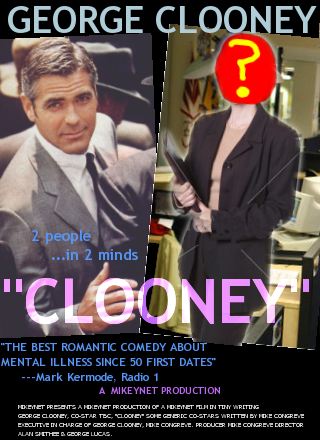 GEORGE CLOONEY
?
2 people
...in 2 minds
"CLOONEY"
"THE BEST ROMANTIC COMEDY ABOUT
MENTAL ILLNESS SINCE 50 FIRST DATES"
---Mark Kermode, Radio 1
A MIKEYNET PRODUCTION
MIKEYNET PRESENTS A MIKEYNET PRODUCTION OF A MIKEYNET FILM IN TINY WRITING
GEORGE CLOONEY, CO-STAR TBC, "CLOONEY" SOME GENERIC CO-STARS WRITTEN IN BY MIKE CONGREVE
EXECUTIVE IN CHARGE OF GEORGE CLOONEY, MIKE CONGREVE. PRODUCER MIKE CONGREVE DIRECTOR
ALAN SMITHEE & GEORGE LUCAS.